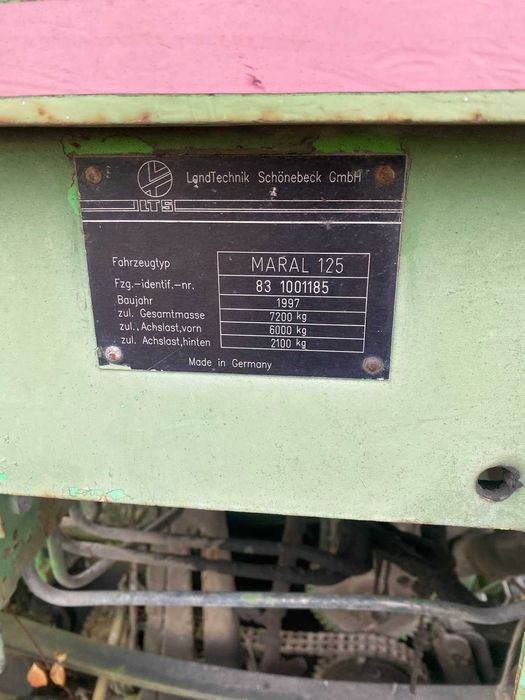 LandTechnik Schönebeck GmbH
LTS
Fahrzeugtyp MARAL 125
Fzg.-identif.-nr. 83 1001185
Baujahr 1997
zul. Gesamtmasse 7200 kg
zul. Achslast,vorn 6000 kg
zul. Achslast,hinten 2100 kg
Made in Germany